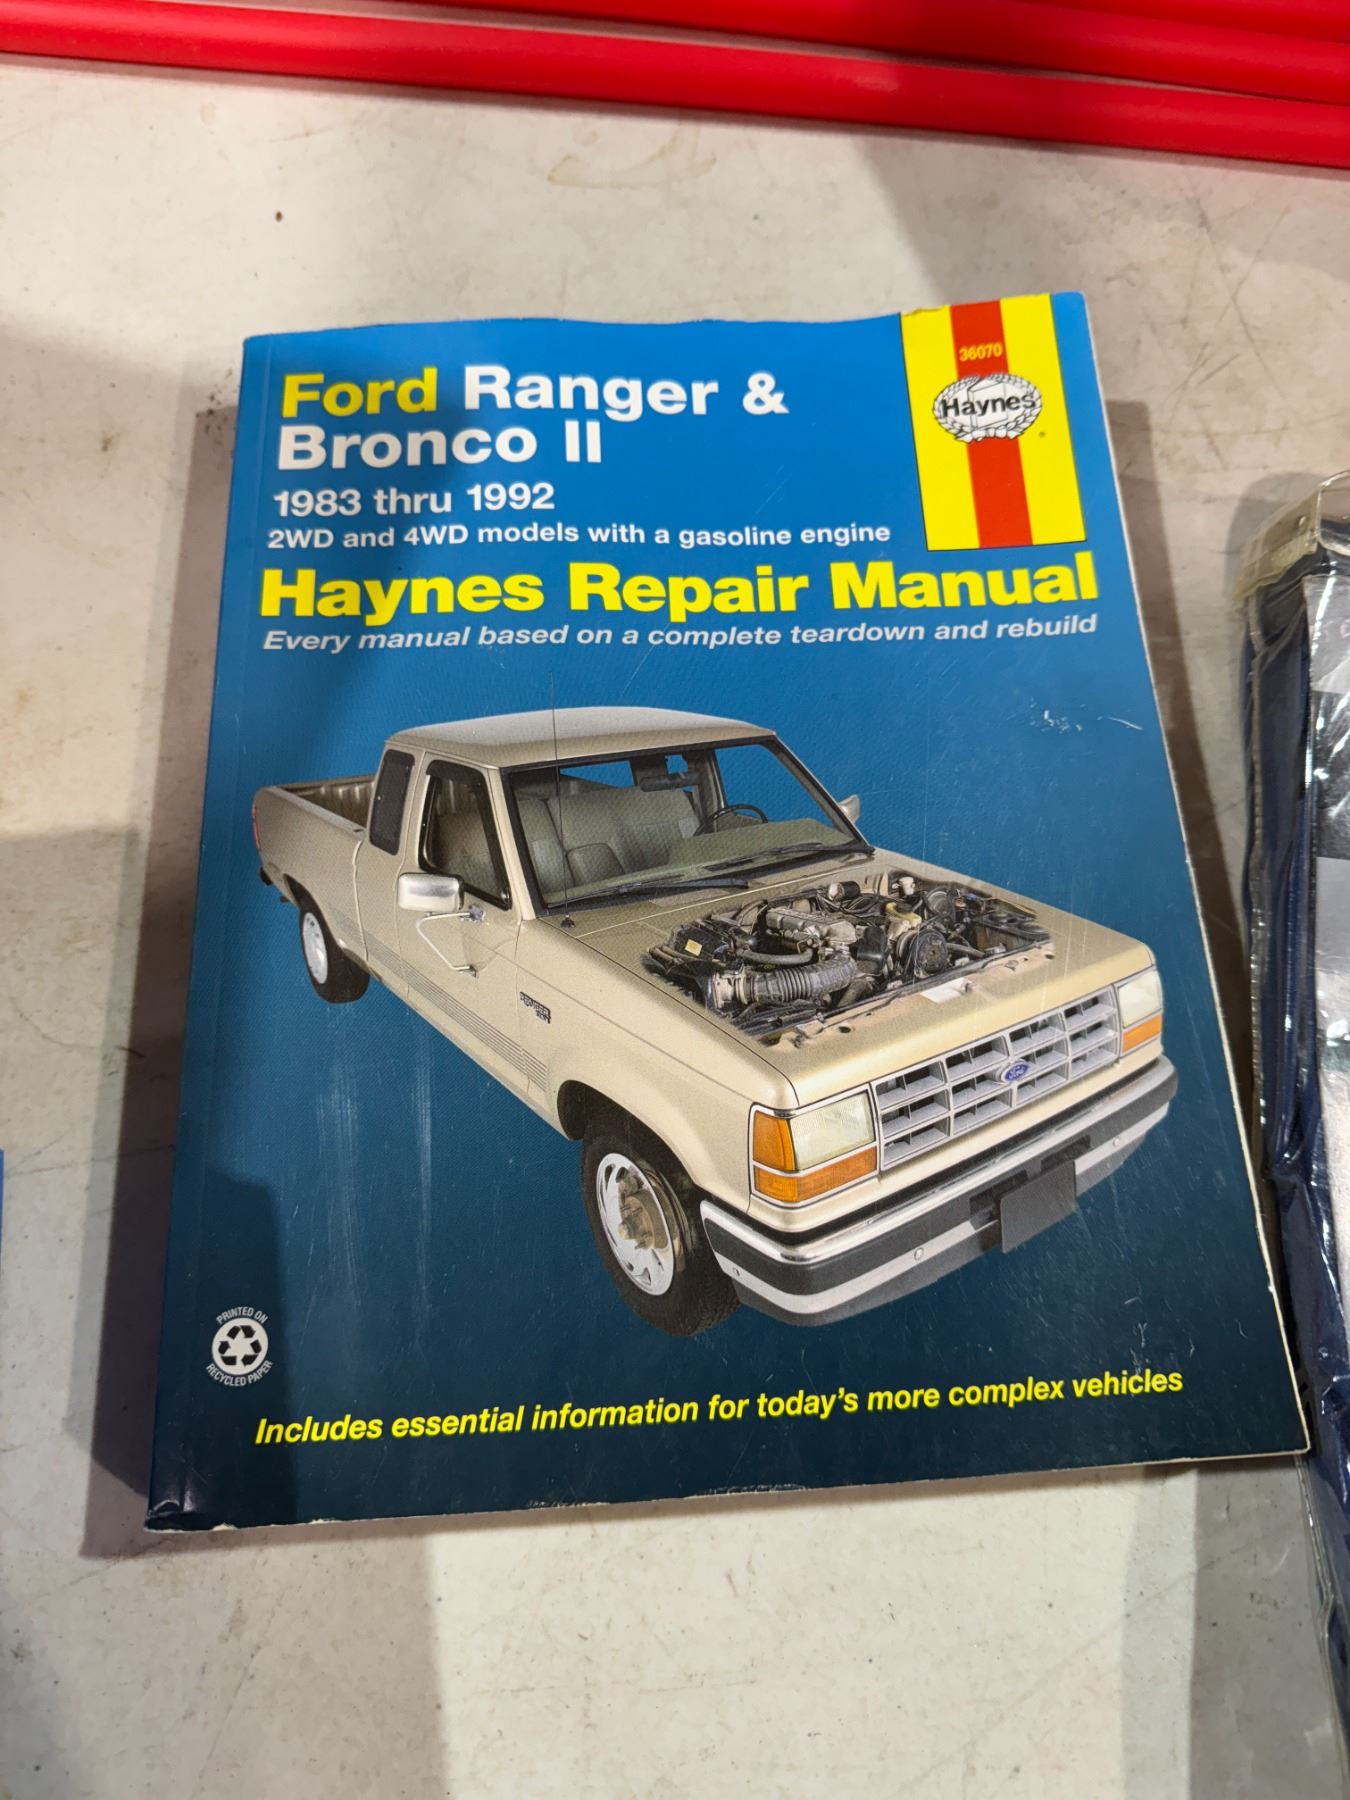 36070
Haynes
Ford Ranger &
Bronco II
1983 thru 1992
2WD and 4WD models with a gasoline engine
Haynes Repair Manual
Every manual based on a complete teardown and rebuild
Ford
PRINTED ON
RECYCLED PAPER
Includes essential information for today's more complex vehicles